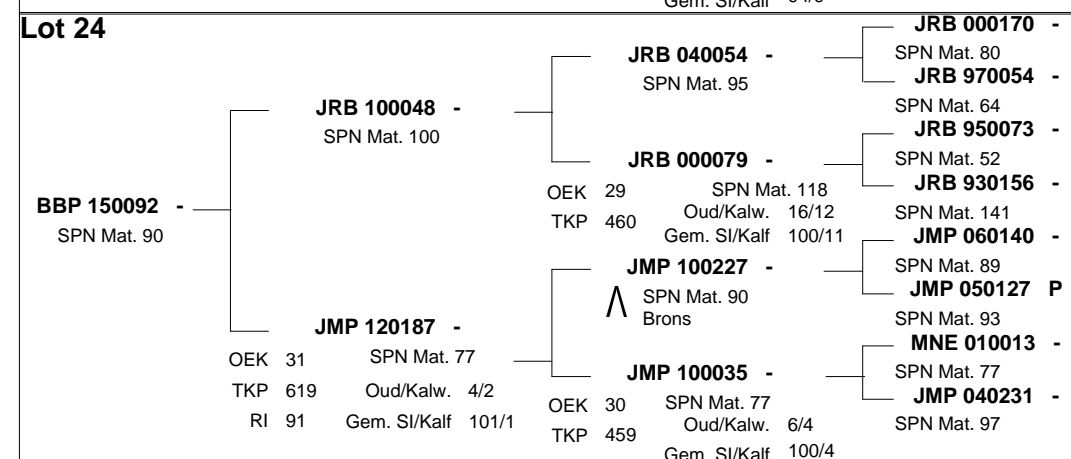 Gem. SI/Kalf
Lot 24
JRB 000170 -
JRB 040054 -
SPN Mat. 80
SPN Mat. 95
JRB 970054 -
JRB 100048 -
SPN Mat. 64
SPN Mat. 100
JRB 950073 -
JRB 000079 -
SPN Mat. 52
OEK 29 SPN Mat. 118
JRB 930156 -
BBP 150092 -
TKP 460 Oud/Kalw. 16/12
SPN Mat. 141
SPN Mat. 90
Gem. SI/Kalf 100/11
JMP 060140 -
JMP 100227 -
SPN Mat. 89
SPN Mat. 90
JMP 050127 P
Brons
SPN Mat. 93
JMP 120187 -
MNE 010013 -
OEK 31 SPN Mat. 77
JMP 100035 -
SPN Mat. 77
TKP 619 Oud/Kalw. 4/2
OEK 30 SPN Mat. 77
JMP 040231 -
RI 91 Gem. SI/Kalf 101/1
TKP 459 Oud/Kalw. 6/4
SPN Mat. 97
Gem. SI/Kalf 100/4